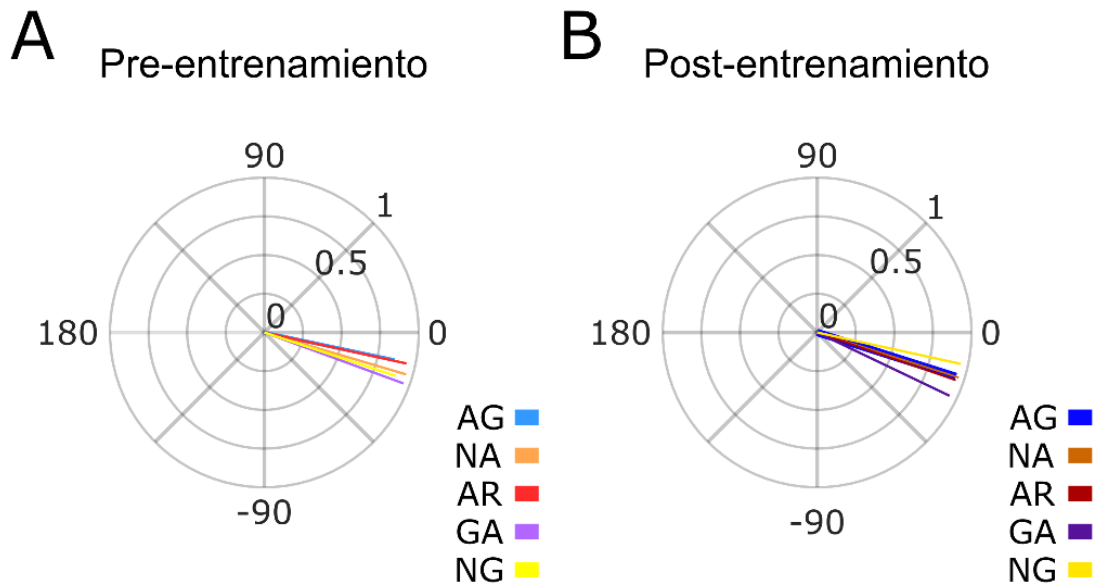 A
Pre-entrenamiento
90
1
0.5
0
180
0
-90
AG
NA
AR
GA
NG
B
Post-entrenamiento
90
1
0.5
0
180
0
-90
AG
NA
AR
GA
NG